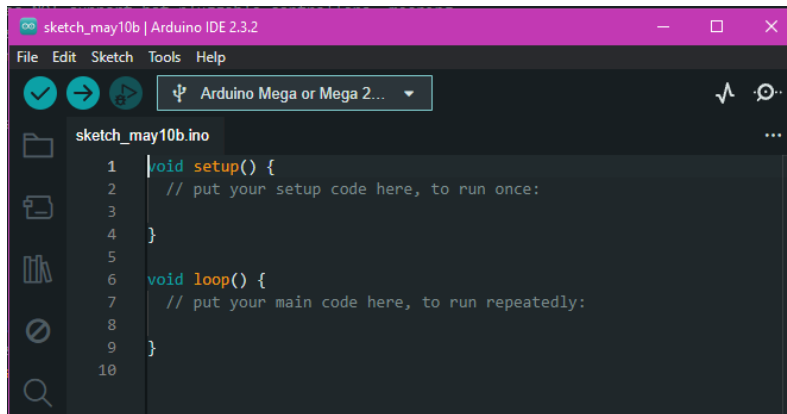 sketch_may10b | Arduino IDE 2.3.2
File Edit Sketch Tools Help
Arduino Mega or Mega 2...
sketch_may10b.ino
1 void setup() {
2 // put your setup code here, to run once:
3
4 }
5
6 void loop() {
7 // put your main code here, to run repeatedly:
8
9 }
10